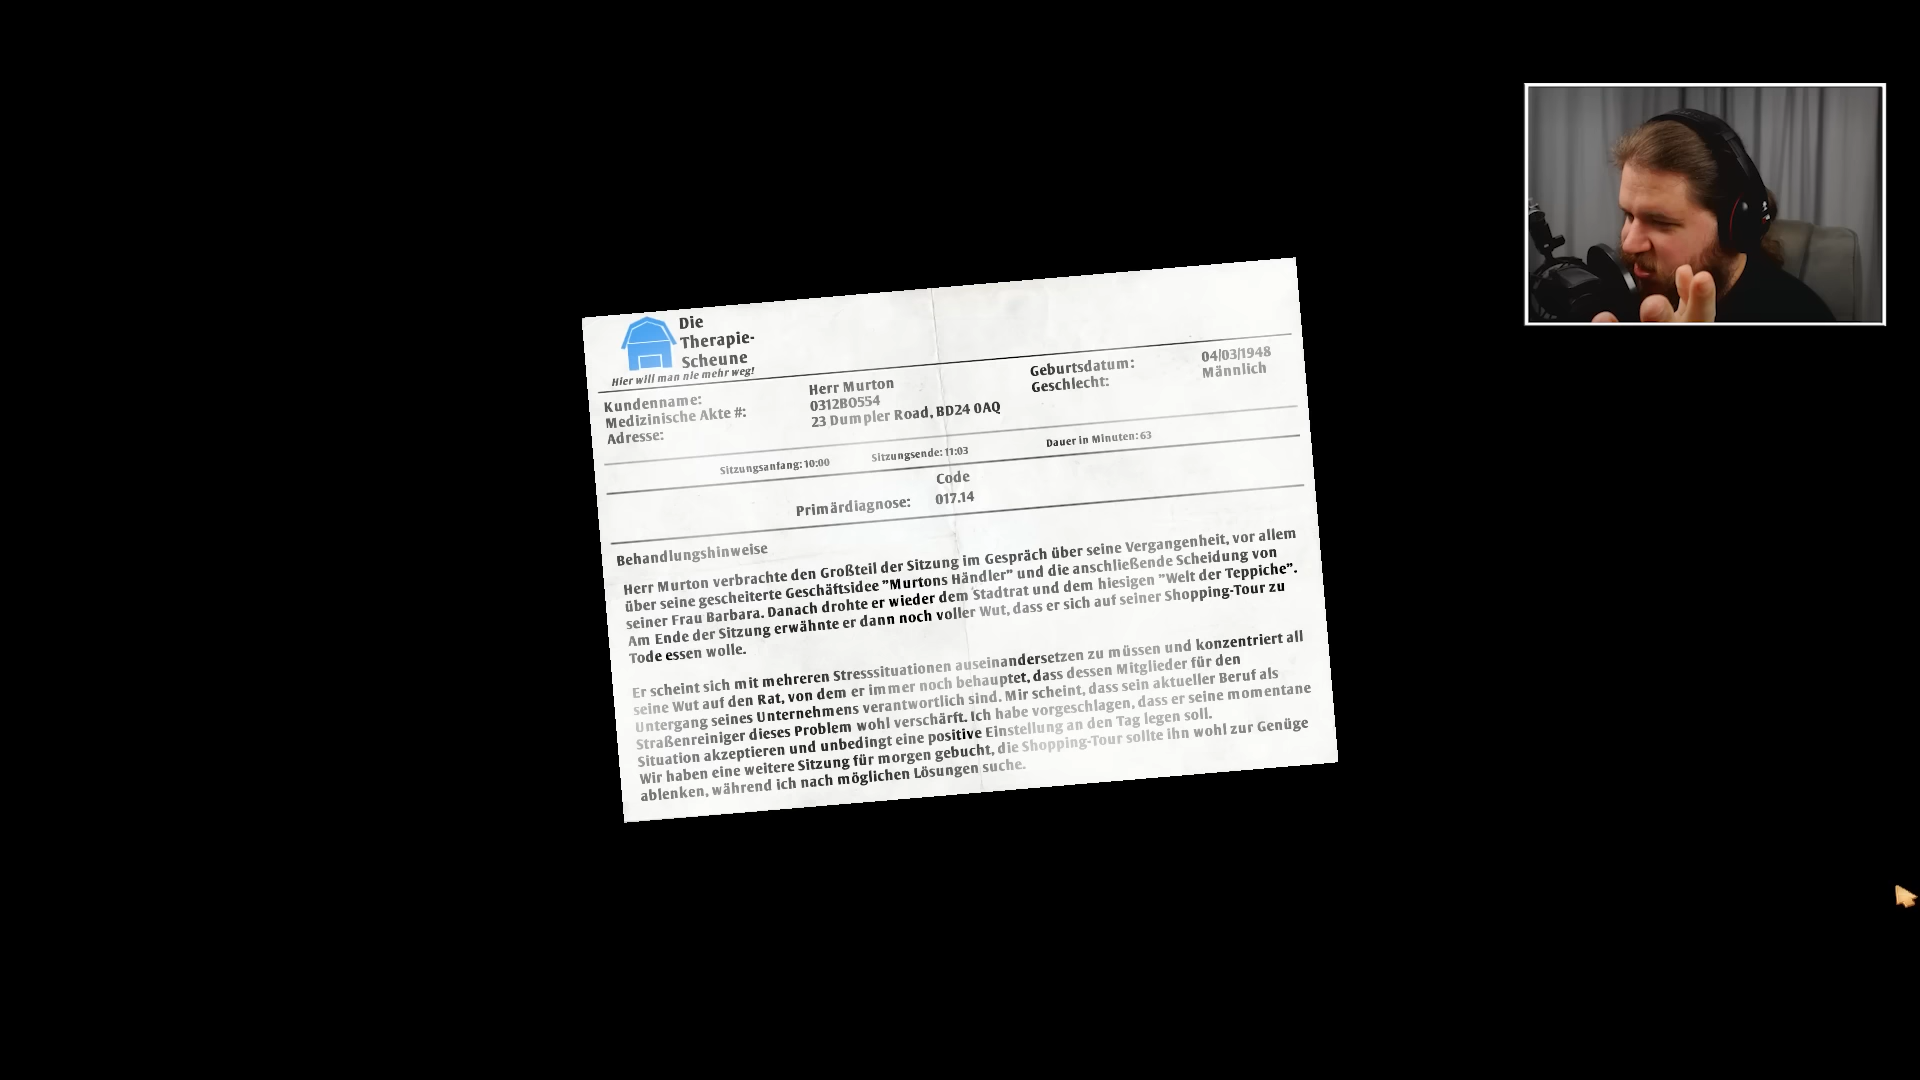 Die
Therapie-
Scheune
Hier will man nie mehr weg!
Kundenname: Herr Murton Geburtsdatum: 04/03/1948
Medizinische Akte #: 0312B0554 Geschlecht: Männlich
Adresse: 23 Dumpler Road, BD24 0AQ
Sitzungsanfang: 10:00 Sitzungsende: 11:03 Dauer in Minuten: 63
Code
Primärdiagnose: 017.14
Behandlungshinweise
Herr Murton verbrachte den Großteil der Sitzung im Gespräch über seine Vergangenheit, vor allem
über seine gescheiterte Geschäftsidee "Murtons Händler" und die anschließende Scheidung von
seiner Frau Barbara. Danach drohte er wieder dem Stadtrat und dem hiesigen "Welt der Teppiche".
Am Ende der Sitzung erwähnte er dann noch voller Wut, dass er sich auf seiner Shopping-Tour zu
Tode essen wolle.
Er scheint sich mit mehreren Stresssituationen auseinandersetzen zu müssen und konzentriert all
seine Wut auf den Rat, von dem er immer noch behauptet, dass dessen Mitglieder für den
Untergang seines Unternehmens verantwortlich sind. Mir scheint, dass sein aktueller Beruf als
Straßenreiniger dieses Problem wohl verschärft. Ich habe vorgeschlagen, dass er seine momentane
Situation akzeptieren und unbedingt eine positive Einstellung an den Tag legen soll.
Wir haben eine weitere Sitzung für morgen gebucht, die Shopping-Tour sollte ihn wohl zur Genüge
ablenken, während ich nach möglichen Lösungen suche.